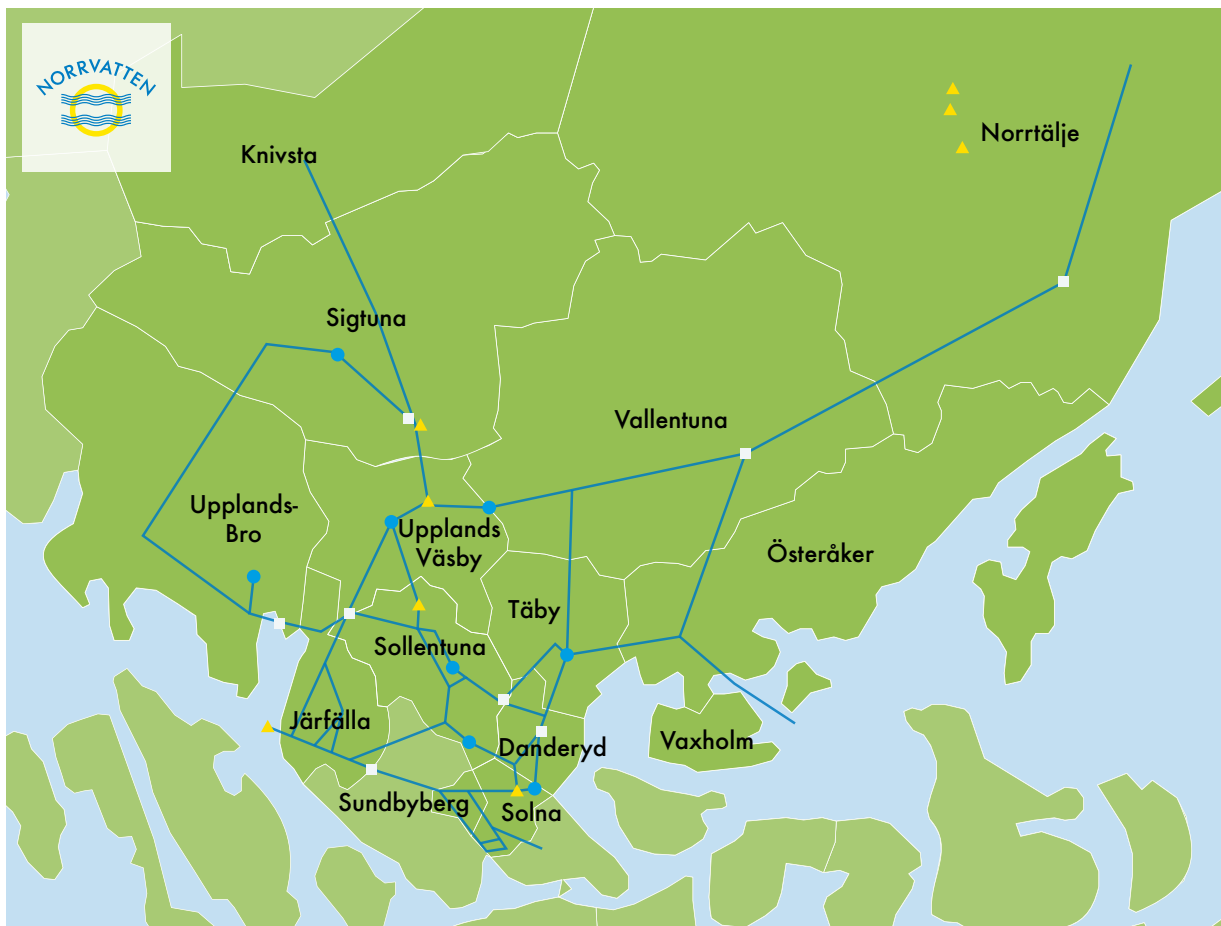 NORRVATTEN
Norrtälje
Knivsta
Sigtuna
Vallentuna
Upplands-
Bro
Upplands
Väsby
Österåker
Täby
Sollentuna
Järfälla
Danderyd
Vaxholm
Sundbyberg
Solna